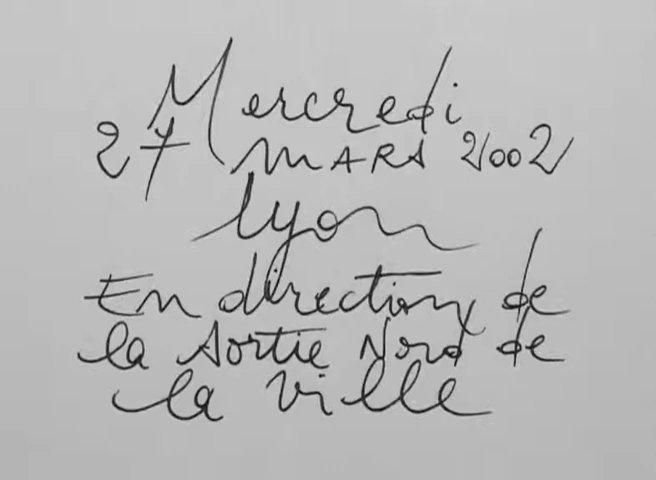 Mercredi
27 MARS 2002
lyon
En direction de
la sortie Nord de
la ville